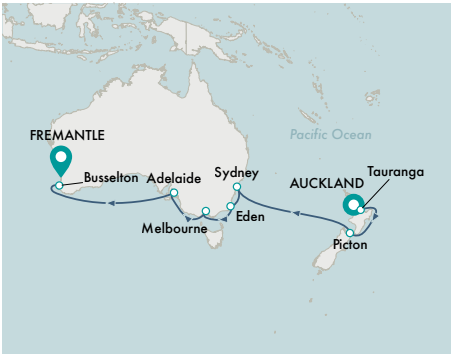 FREMANTLE
Pacific Ocean
Busselton
Adelaide
Sydney
AUCKLAND
Tauranga
Melbourne
Eden
Picton